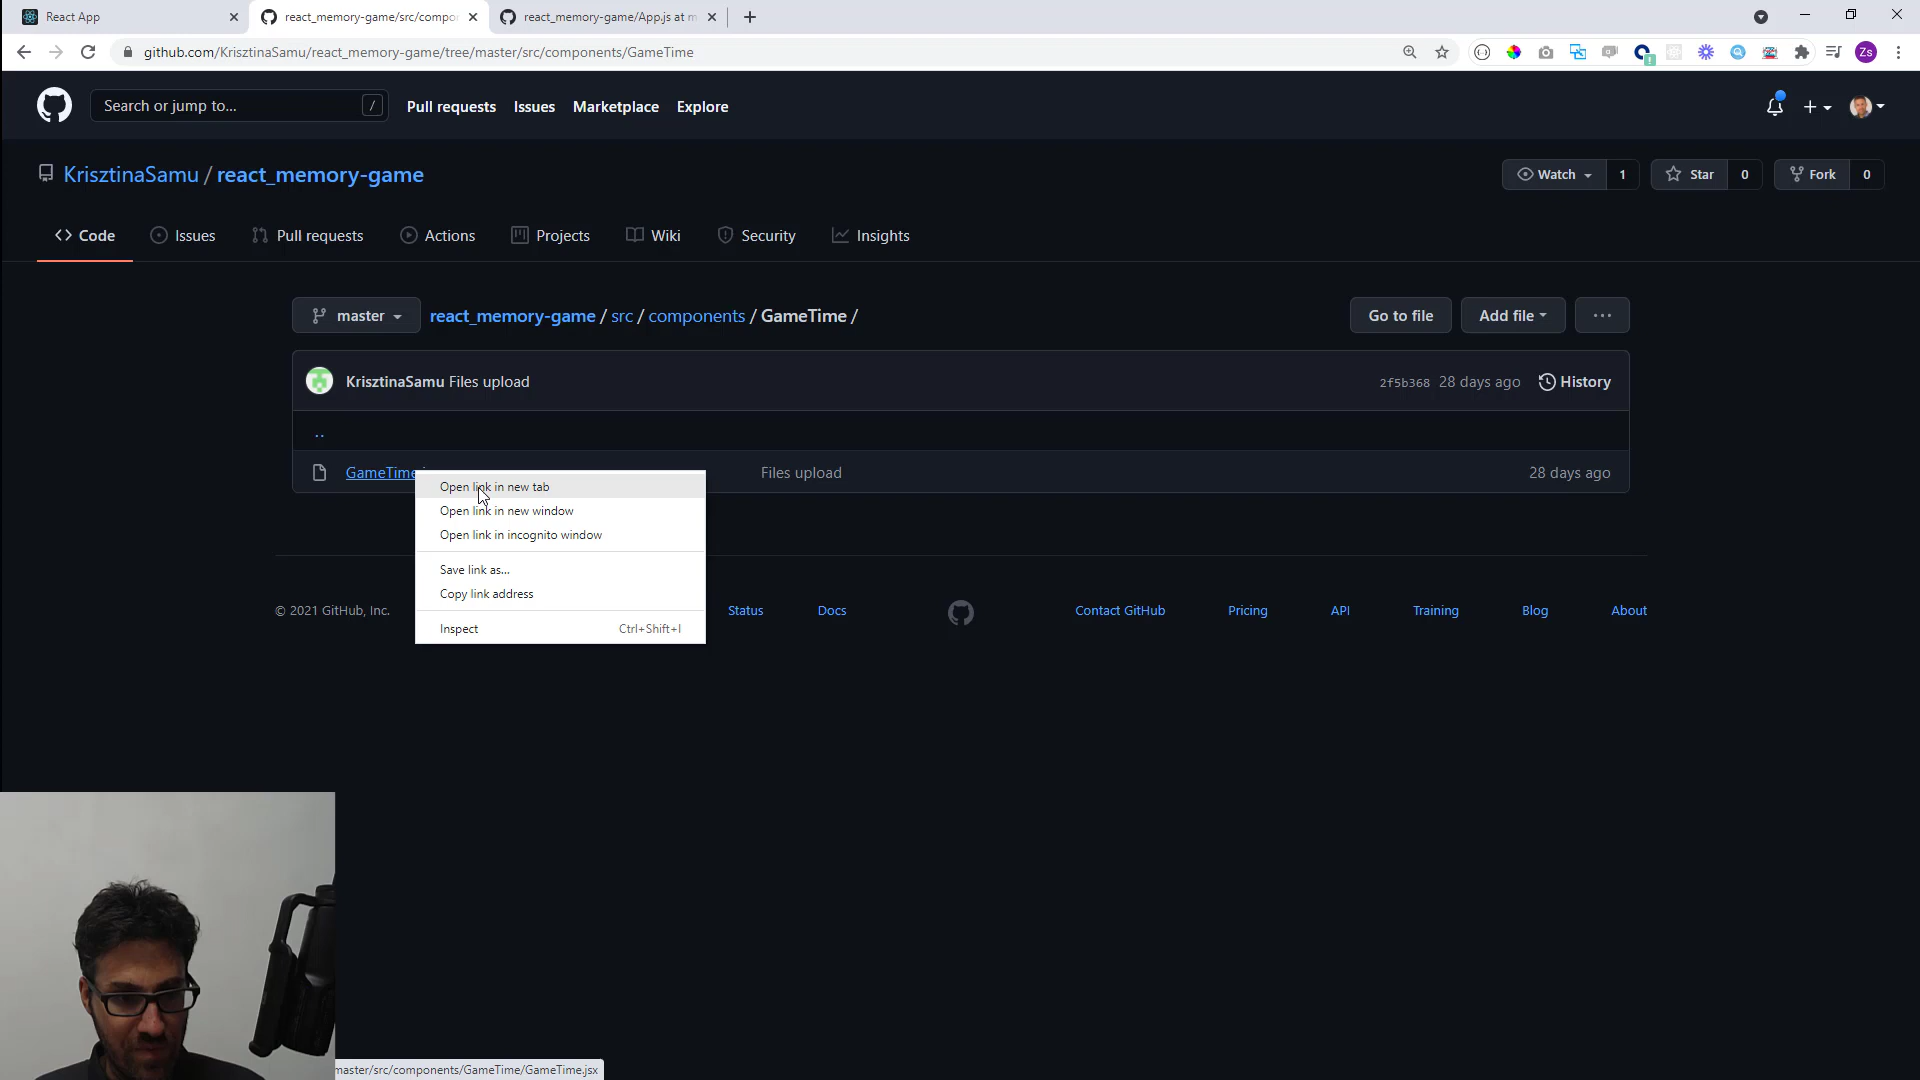 React App
react_memory-game/src/compo
react_memory-game/App.js at m
github.com/KrisztinaSamu/react_memory-game/tree/master/src/components/GameTime
Zs
Search or jump to...
/
Pull requests
Issues
Marketplace
Explore
KrisztinaSamu / react_memory-game
Watch
1
Star
0
Fork
0
Code
Issues
Pull requests
Actions
Projects
Wiki
Security
Insights
master
react_memory-game / src / components / GameTime /
Go to file
Add file
...
KrisztinaSamu Files upload
2f5b368 28 days ago
History
..
GameTime
Files upload
28 days ago
Open link in new tab
Open link in new window
Open link in incognito window
Save link as...
Copy link address
Inspect
Ctrl+Shift+I
© 2021 GitHub, Inc.
Status
Docs
Contact GitHub
Pricing
API
Training
Blog
About
master/src/components/GameTime/GameTime.jsx